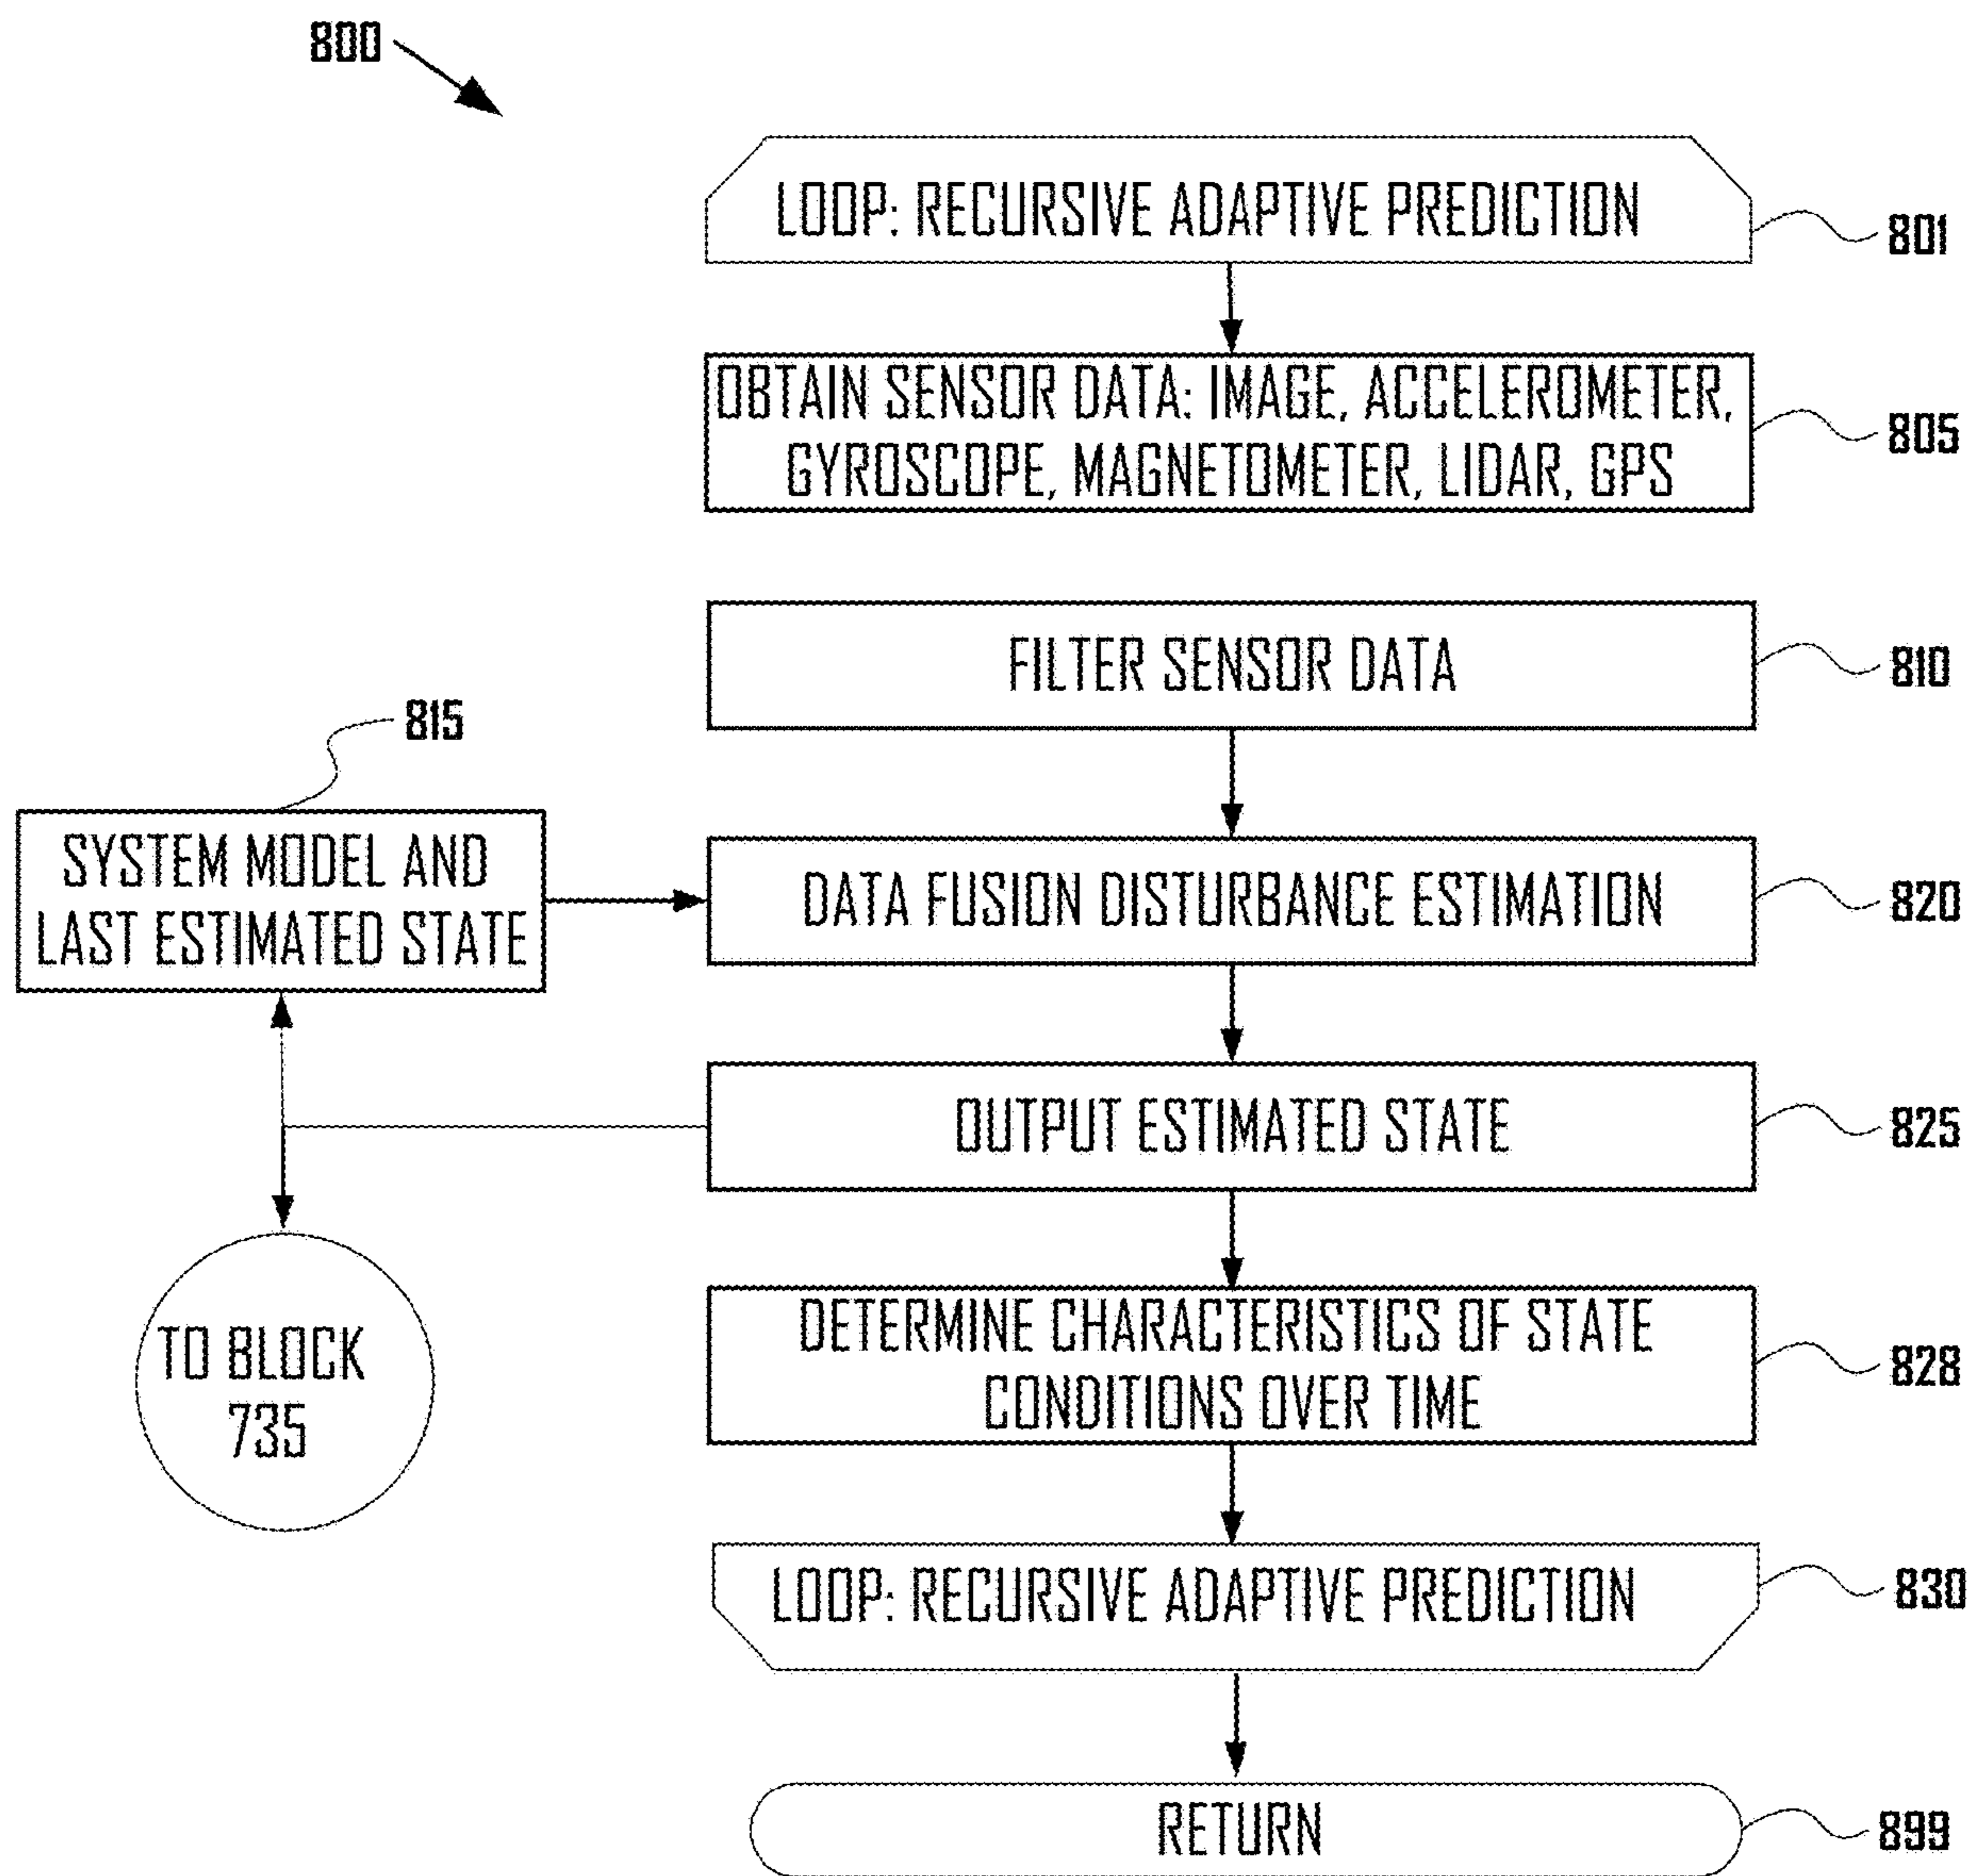 800
LOOP: RECURSIVE ADAPTIVE PREDICTION
801
OBTAIN SENSOR DATA: IMAGE, ACCELEROMETER,
GYROSCOPE, MAGNETOMETER, LIDAR, GPS
805
FILTER SENSOR DATA
810
815
SYSTEM MODEL AND
LAST ESTIMATED STATE
DATA FUSION DISTURBANCE ESTIMATION
820
OUTPUT ESTIMATED STATE
825
TO BLOCK
735
DETERMINE CHARACTERISTICS OF STATE
CONDITIONS OVER TIME
828
LOOP: RECURSIVE ADAPTIVE PREDICTION
830
RETURN
899